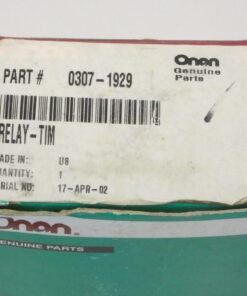 Onan
Genuine
Parts
PART # 0307-1929
RELAY-TIM
ADE IN: US
UANTITY: 1
ERIAL NO: 17-APR-02
Onan
GENUINE PARTS